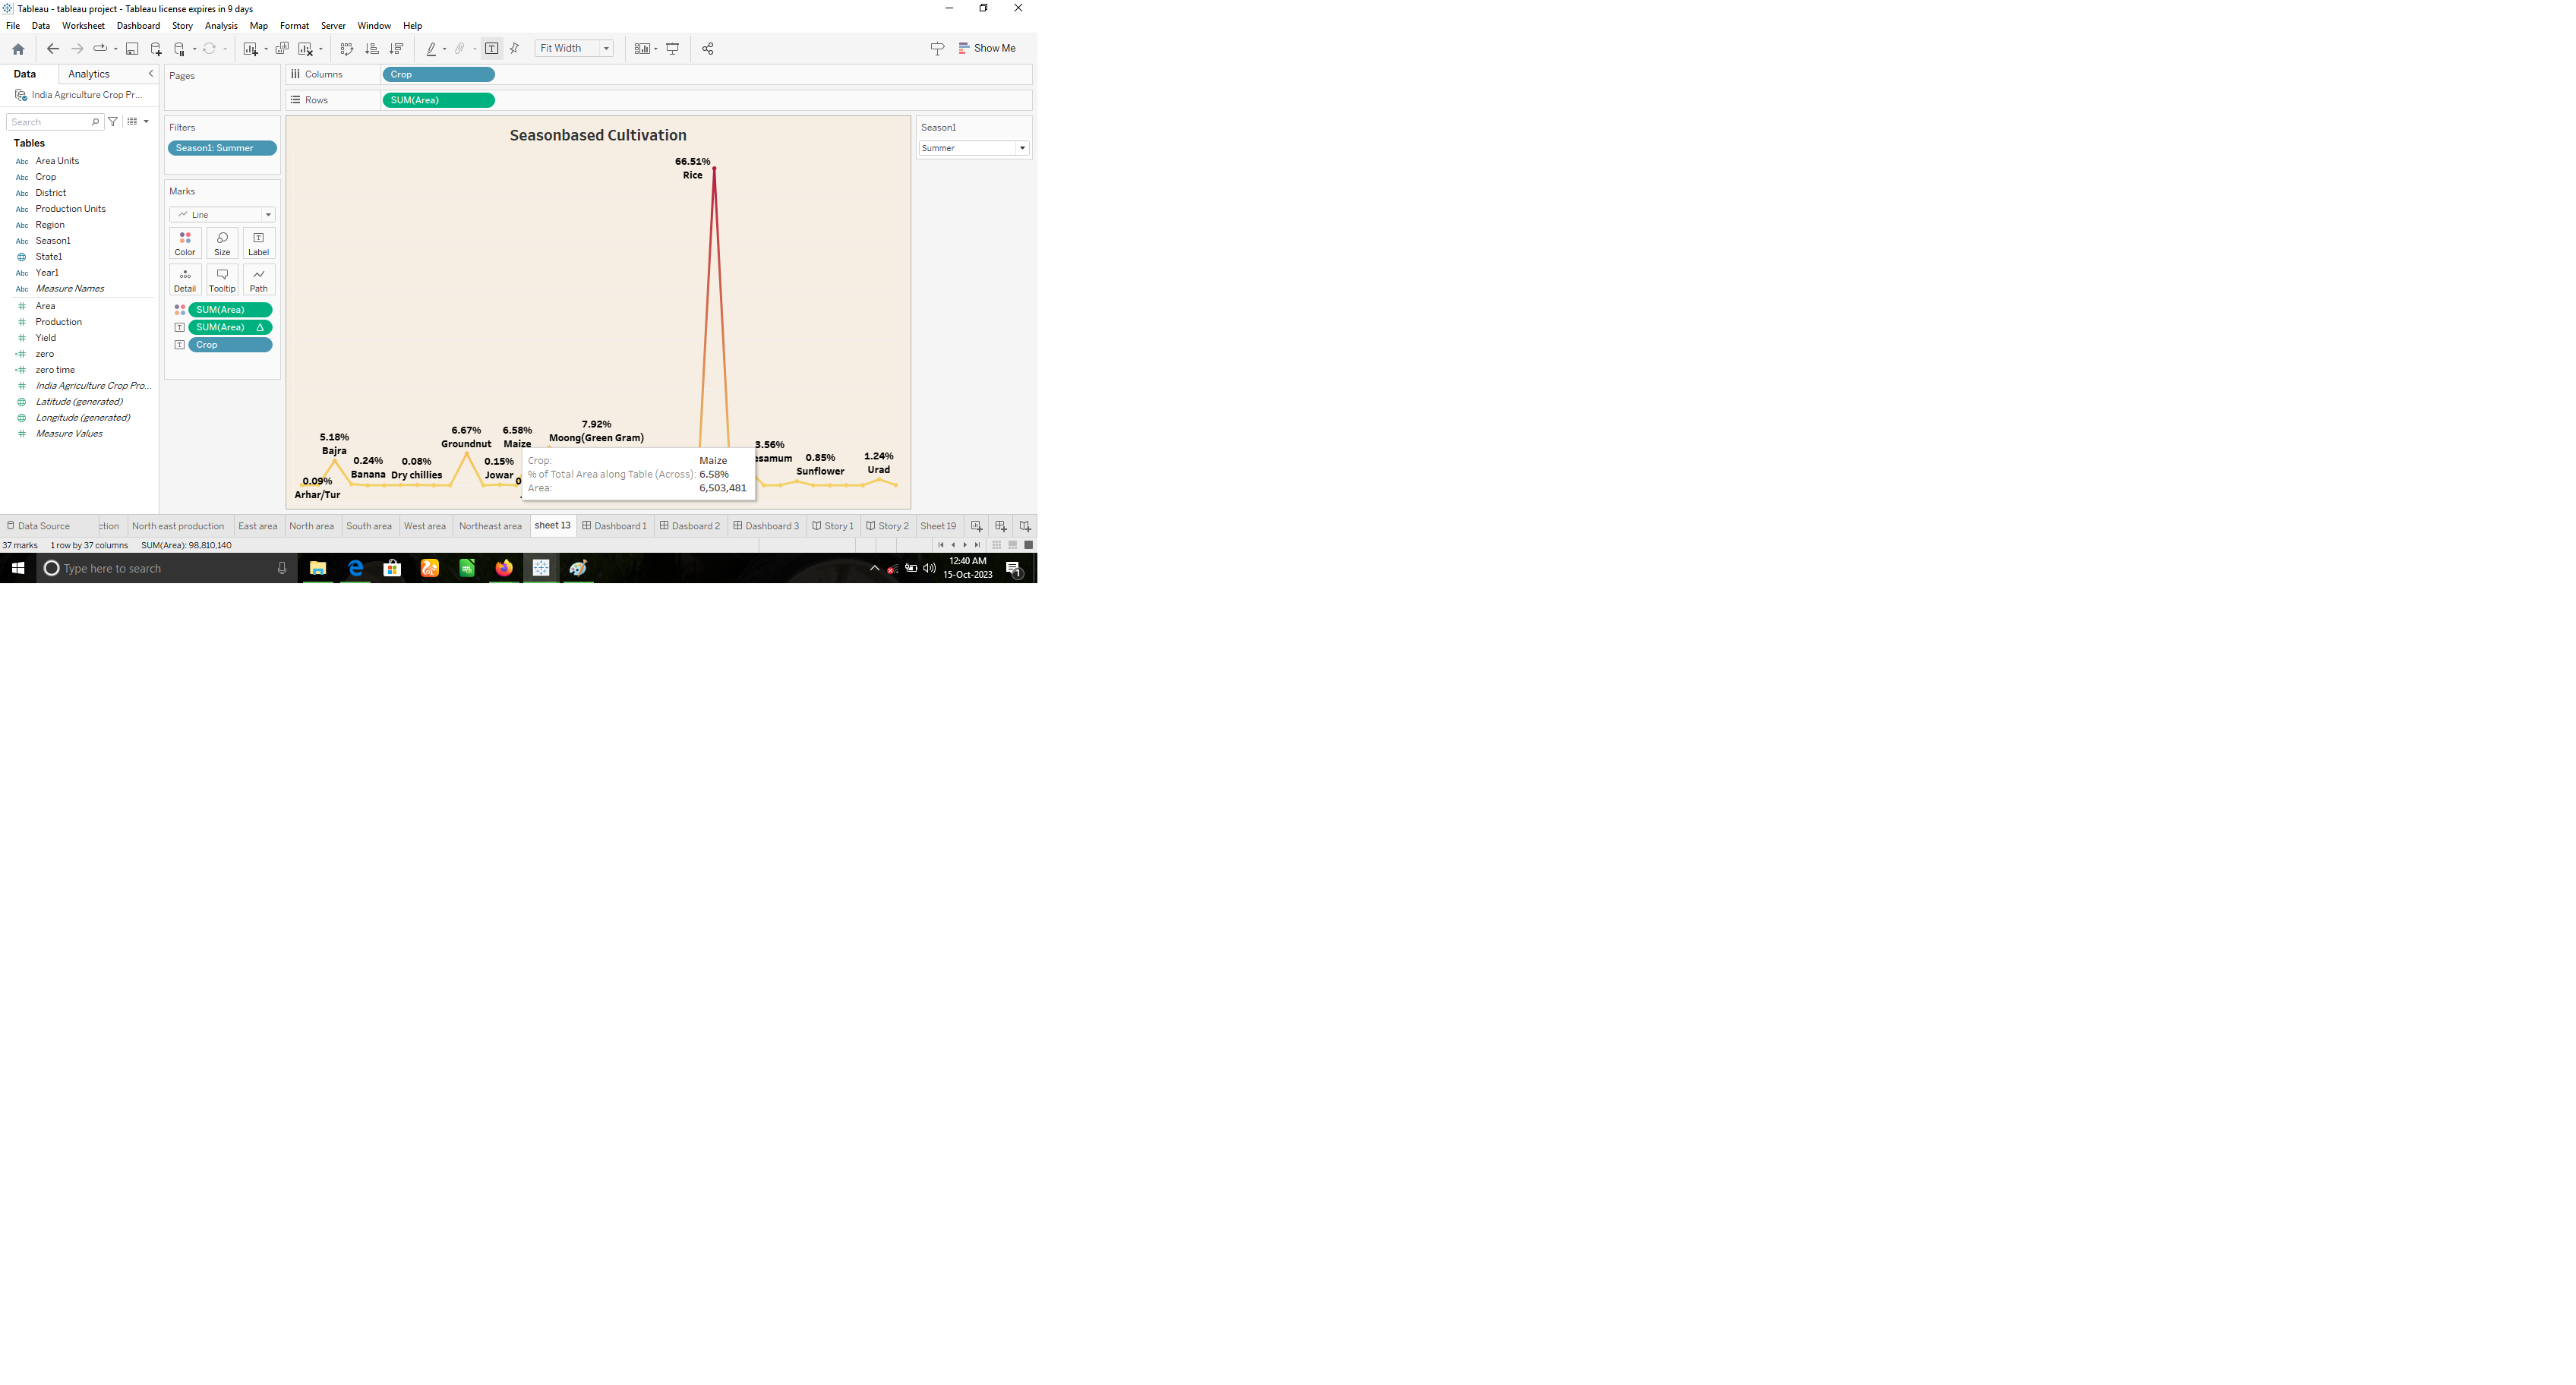 Tableau - tableau project - Tableau license expires in 9 days
File Data Worksheet Dashboard Story Analysis Map Format Server Window Help
Fit Width
Show Me
Data Analytics
India Agriculture Crop Pr...
Search
Tables
Abc Area Units
Abc Crop
Abc District
Abc Production Units
Abc Region
Abc Season1
State1
Abc Year1
Abc Measure Names
# Area
# Production
# Yield
=# zero
=# zero time
# India Agriculture Crop Pro...
Latitude (generated)
Longitude (generated)
# Measure Values
Pages
Filters
Season1: Summer
Marks
Line
Color Size Label
Detail Tooltip Path
SUM(Area)
SUM(Area) Δ
Crop
Columns Crop
Rows SUM(Area)
Seasonbased Cultivation
66.51%
Rice
7.92%
Moong(Green Gram)
6.67%
Groundnut
6.58%
Maize
5.18%
Bajra
0.24%
Banana
0.08%
Dry chillies
0.15%
Jowar
0.09%
Arhar/Tur
0
3.56%
esamum
0.85%
Sunflower
1.24%
Urad
Crop: Maize
% of Total Area along Table (Across): 6.58%
Area: 6,503,481
Season1
Summer
Data Source ction North east production East area North area South area West area Northeast area sheet 13 Dashboard 1 Dasboard 2 Dashboard 3 Story 1 Story 2 Sheet 19
37 marks 1 row by 37 columns SUM(Area): 98,810,140
Type here to search
12:40 AM
15-Oct-2023
1